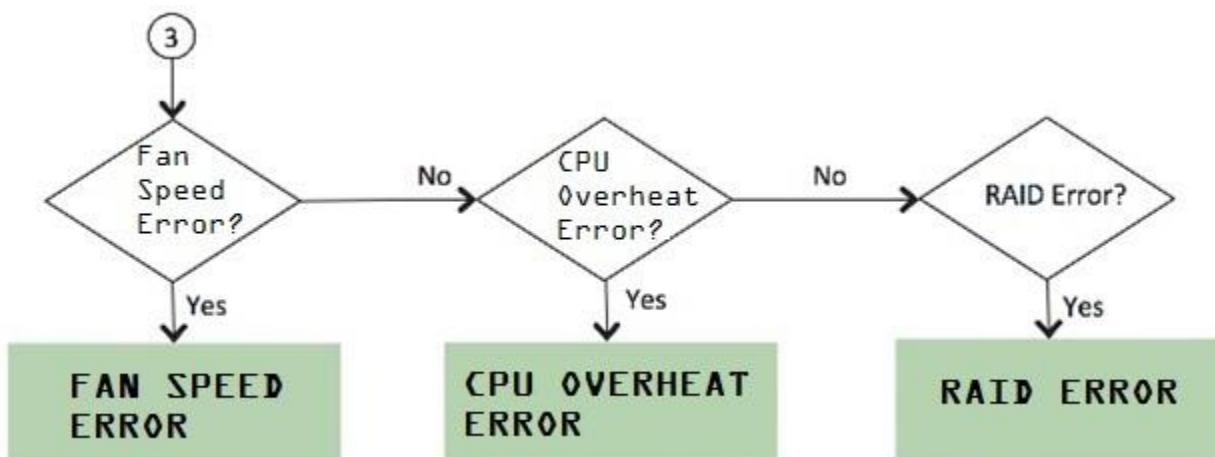 3
Fan
Speed
Error?
No
CPU
Overheat
Error?
No
RAID Error?
Yes
Yes
Yes
FAN SPEED
ERROR
CPU OVERHEAT
ERROR
RAID ERROR